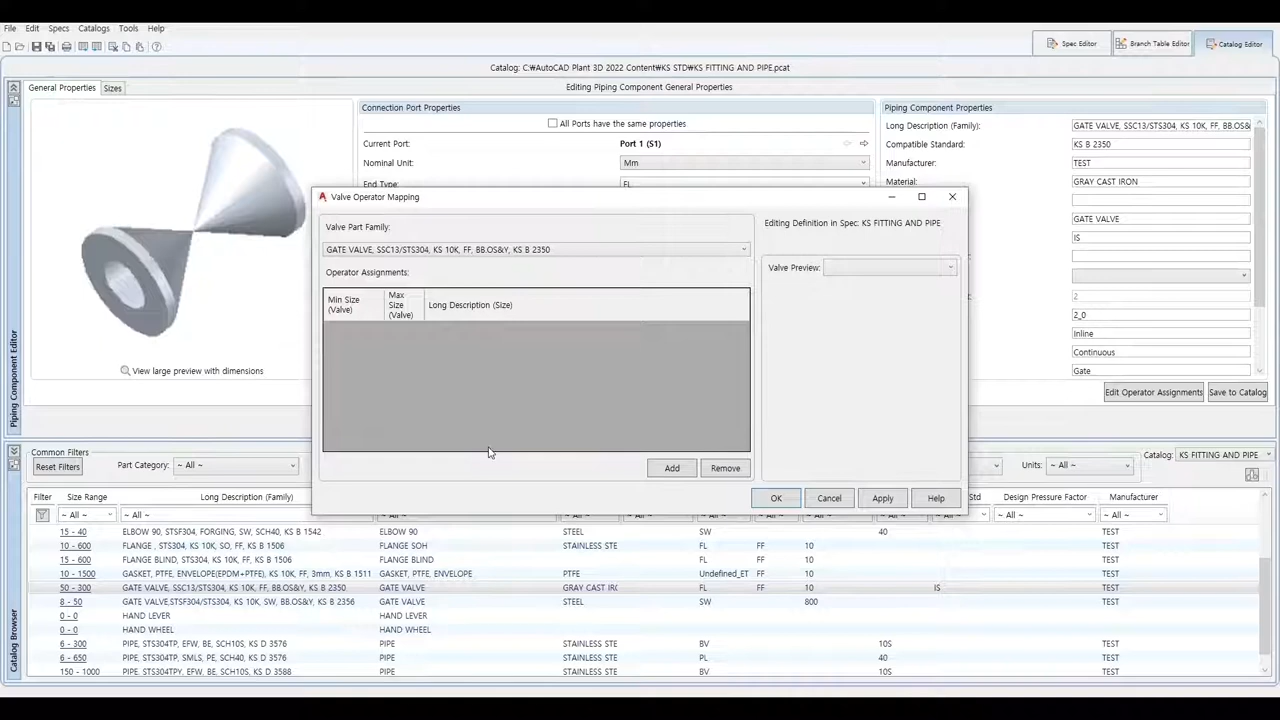 File Edit Specs Catalogs Tools Help
Spec Editor
Branch Table Editor
Catalog Editor
Catalog: C:₩AutoCAD Plant 3D 2022 Content₩KS STD₩KS FITTING AND PIPE.pcat
General Properties Sizes
Editing Piping Component General Properties
Connection Port Properties
Piping Component Properties
All Ports have the same properties
Long Description (Family): GATE VALVE, SSC13/STS304, KS 10K, FF, BB.OS&
Current Port: Port 1 (S1)
Compatible Standard: KS B 2350
Nominal Unit: Mm
Manufacturer: TEST
End Type: FL
Material: GRAY CAST IRON
GATE VALVE
IS
2
2_0
Inline
Continuous
Gate
View large preview with dimensions
Edit Operator Assignments Save to Catalog
Piping Component Editor
Valve Operator Mapping
Valve Part Family:
Editing Definition in Spec: KS FITTING AND PIPE
GATE VALVE, SSC13/STS304, KS 10K, FF, BB.OS&Y, KS B 2350
Valve Preview:
Operator Assignments:
Min Size (Valve) Max Size (Valve) Long Description (Size)
Add Remove
OK Cancel Apply Help
Common Filters
Reset Filters Part Category: ~ All ~ Units: ~ All ~ Catalog: KS FITTING AND PIPE
Filter Size Range Long Description (Family) Std Design Pressure Factor Manufacturer
~ All ~ ~ All ~ ~ All ~ ~ All ~
15 - 40 ELBOW 90, STSF304, FORGING, SW, SCH40, KS B 1542 ELBOW 90 STEEL SW 40 TEST
10 - 600 FLANGE , STS304, KS 10K, SO, FF, KS B 1506 FLANGE SOH STAINLESS STE FL FF 10 TEST
15 - 600 FLANGE BLIND, STS304, KS 10K, FF, KS B 1506 FLANGE BLIND FL FF 10 TEST
10 - 1500 GASKET, PTFE, ENVELOPE(EPDM+PTFE), KS 10K, FF, 3mm, KS B 1511 GASKET, PTFE, ENVELOPE PTFE Undefined_ET FF 10 TEST
50 - 300 GATE VALVE, SSC13/STS304, KS 10K, FF, BB.OS&Y, KS B 2350 GATE VALVE GRAY CAST IRC FL FF 10 IS TEST
8 - 50 GATE VALVE,STSF304/STS304, KS 10K, SW, BB.OS&Y, KS B 2356 GATE VALVE STEEL SW 800 TEST
0 - 0 HAND LEVER HAND LEVER TEST
0 - 0 HAND WHEEL HAND WHEEL TEST
6 - 300 PIPE, STS304TP, EFW, BE, SCH10S, KS D 3576 PIPE STAINLESS STE BV 10S TEST
6 - 650 PIPE, STS304TP, SMLS, PE, SCH40, KS D 3576 PIPE STAINLESS STE PL 40 TEST
150 - 1000 PIPE, STS304TPY, EFW, BE, SCH10S, KS D 3588 PIPE STAINLESS STE BV 10S TEST
Catalog Browser